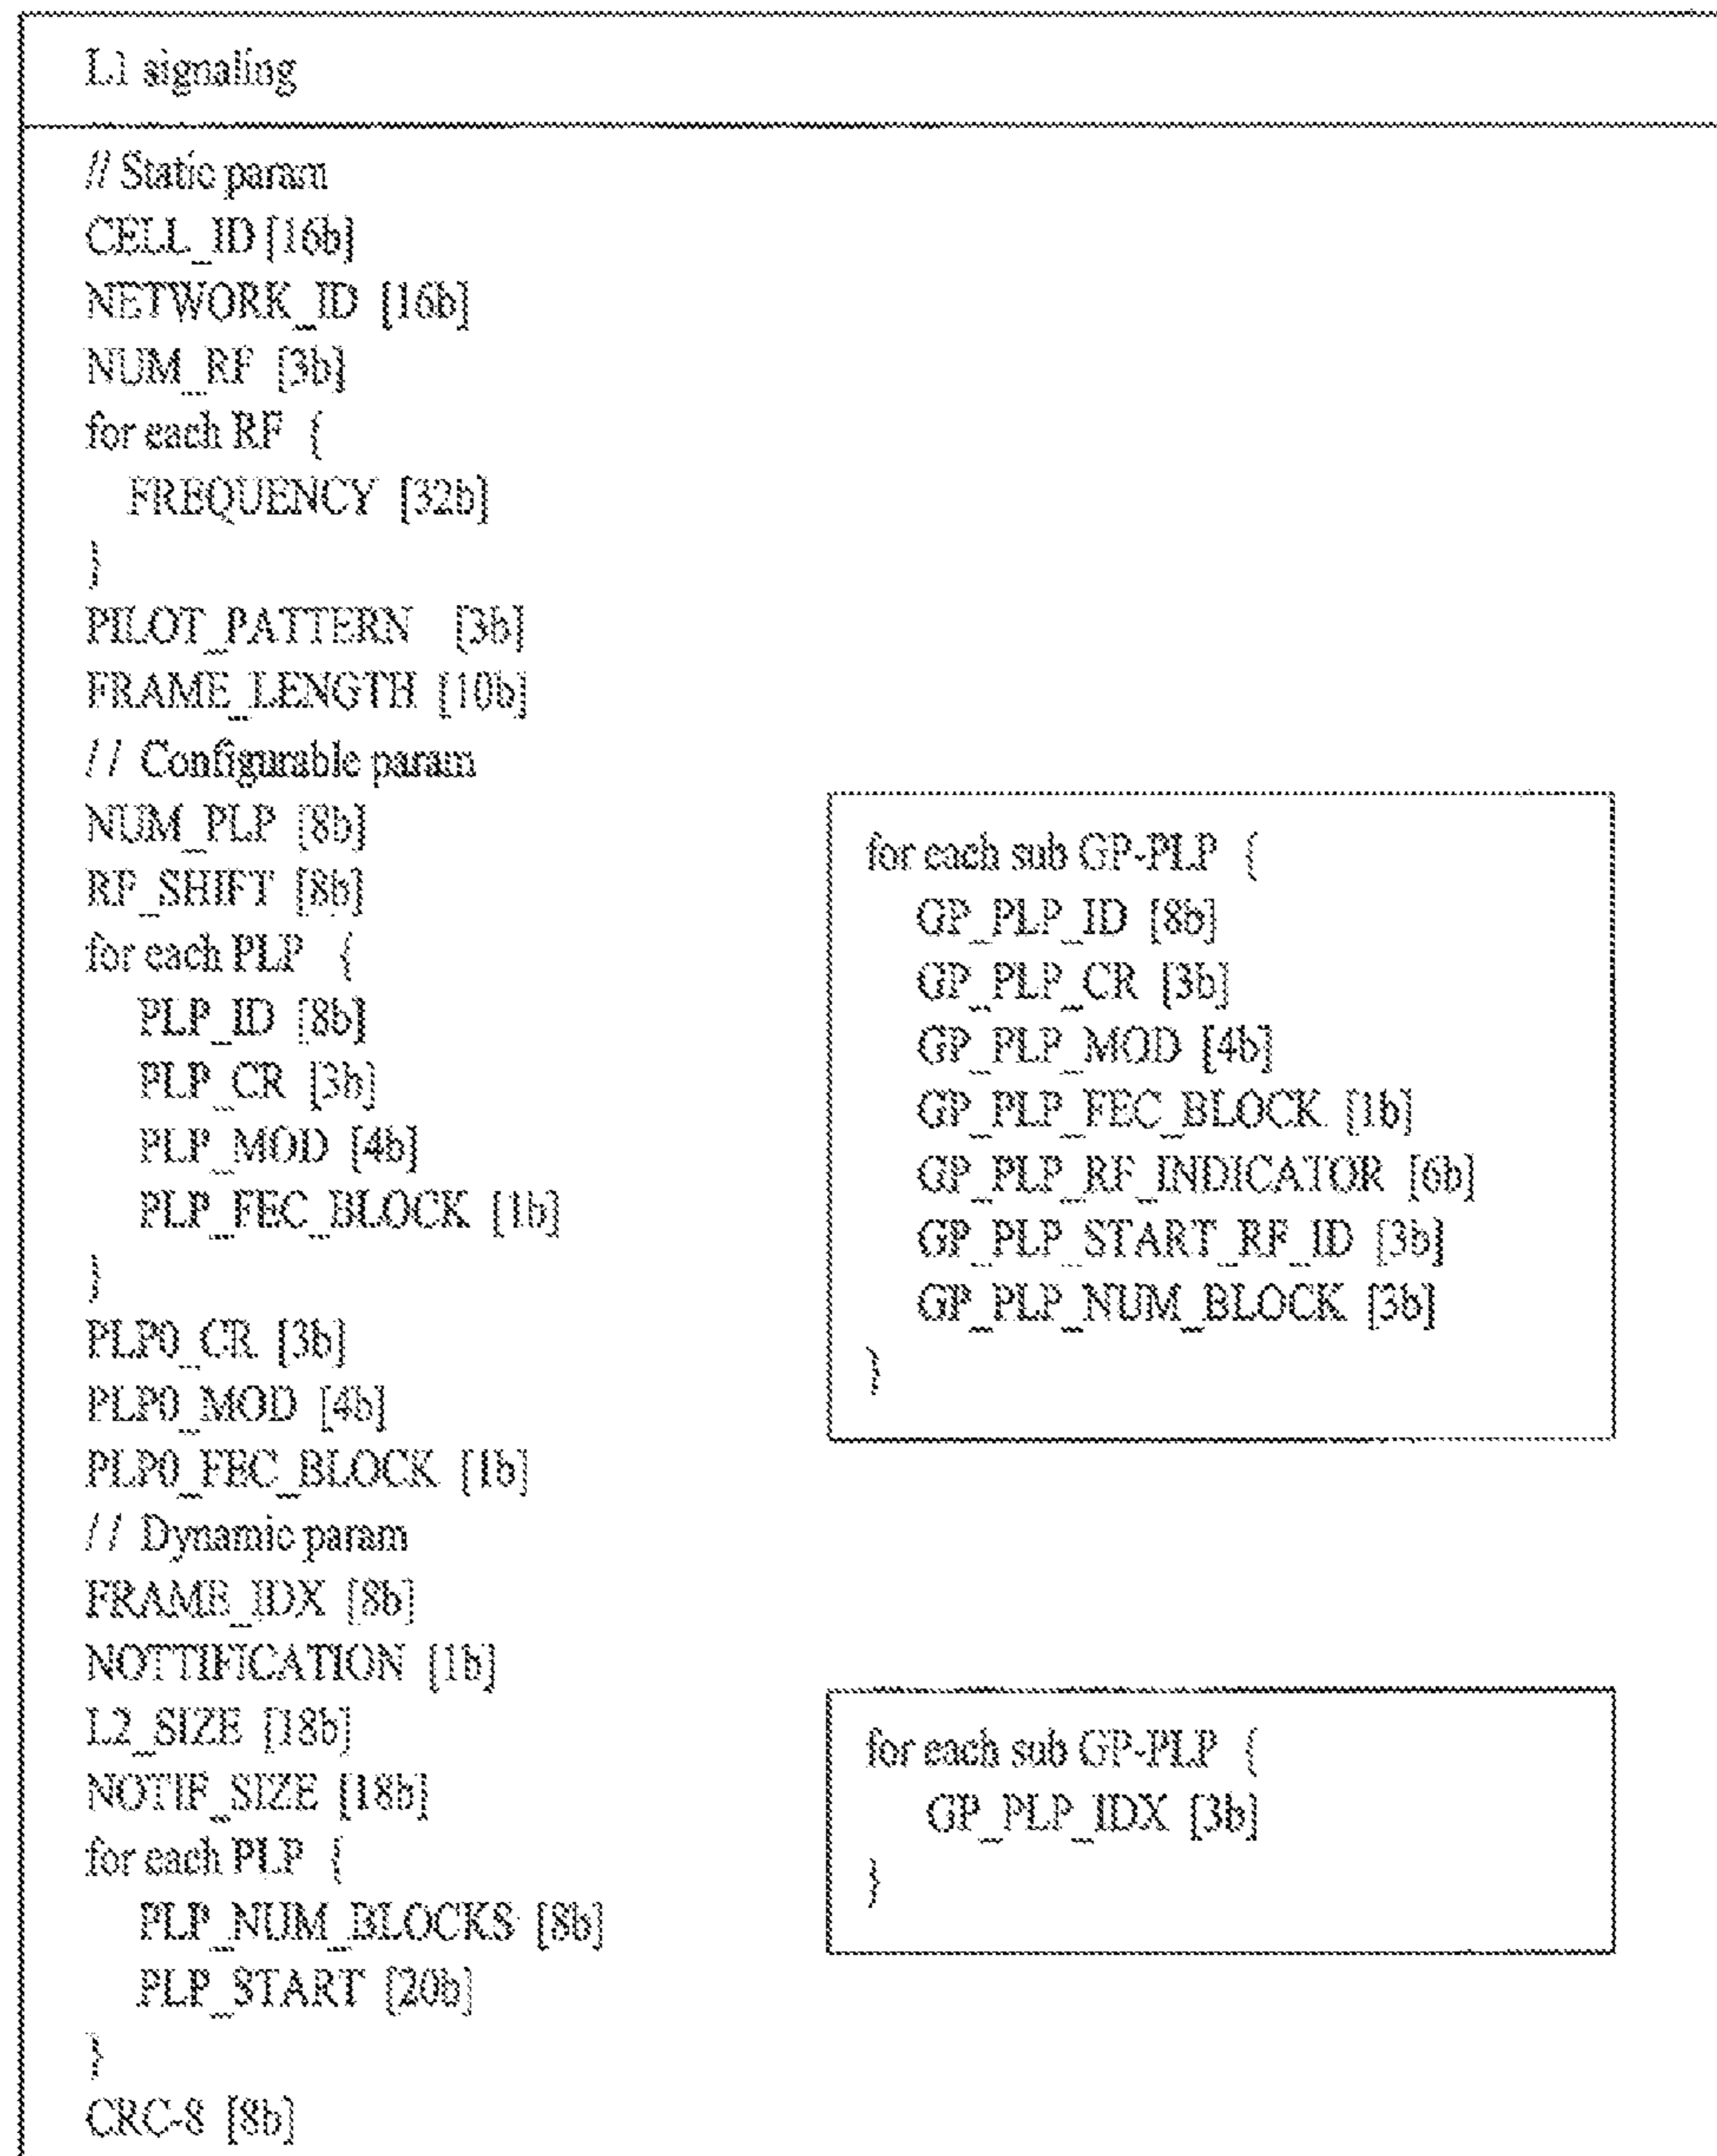 L1 signaling
// Static param
CELL_ID [16b]
NETWORK_ID [16b]
NUM_RF [3b]
for each RF {
FREQUENCY [32b]
}
PILOT_PATTERN [3b]
FRAME_LENGTH [10b]
// Configurable param
NUM_PLP [8b]
RF_SHIFT [8b]
for each PLP {
PLP_ID [8b]
PLP_CR [3b]
PLP_MOD [4b]
PLP_FEC_BLOCK [1b]
}
PLP0_CR [3b]
PLP0_MOD [4b]
PLP0_FEC_BLOCK [1b]
// Dynamic param
FRAME_IDX [8b]
NOTTIFICATION [1b]
L2_SIZE [18b]
NOTIF_SIZE [18b]
for each PLP {
PLP_NUM_BLOCKS [8b]
PLP_START [20b]
}
CRC-8 [8b]
for each sub GP-PLP {
GP_PLP_ID [8b]
GP_PLP_CR [3b]
GP_PLP_MOD [4b]
GP_PLP_FEC_BLOCK [1b]
GP_PLP_RF_INDICATOR [6b]
GP_PLP_START_RF_ID [3b]
GP_PLP_NUM_BLOCK [3b]
}
for each sub GP-PLP {
GP_PLP_IDX [3b]
}